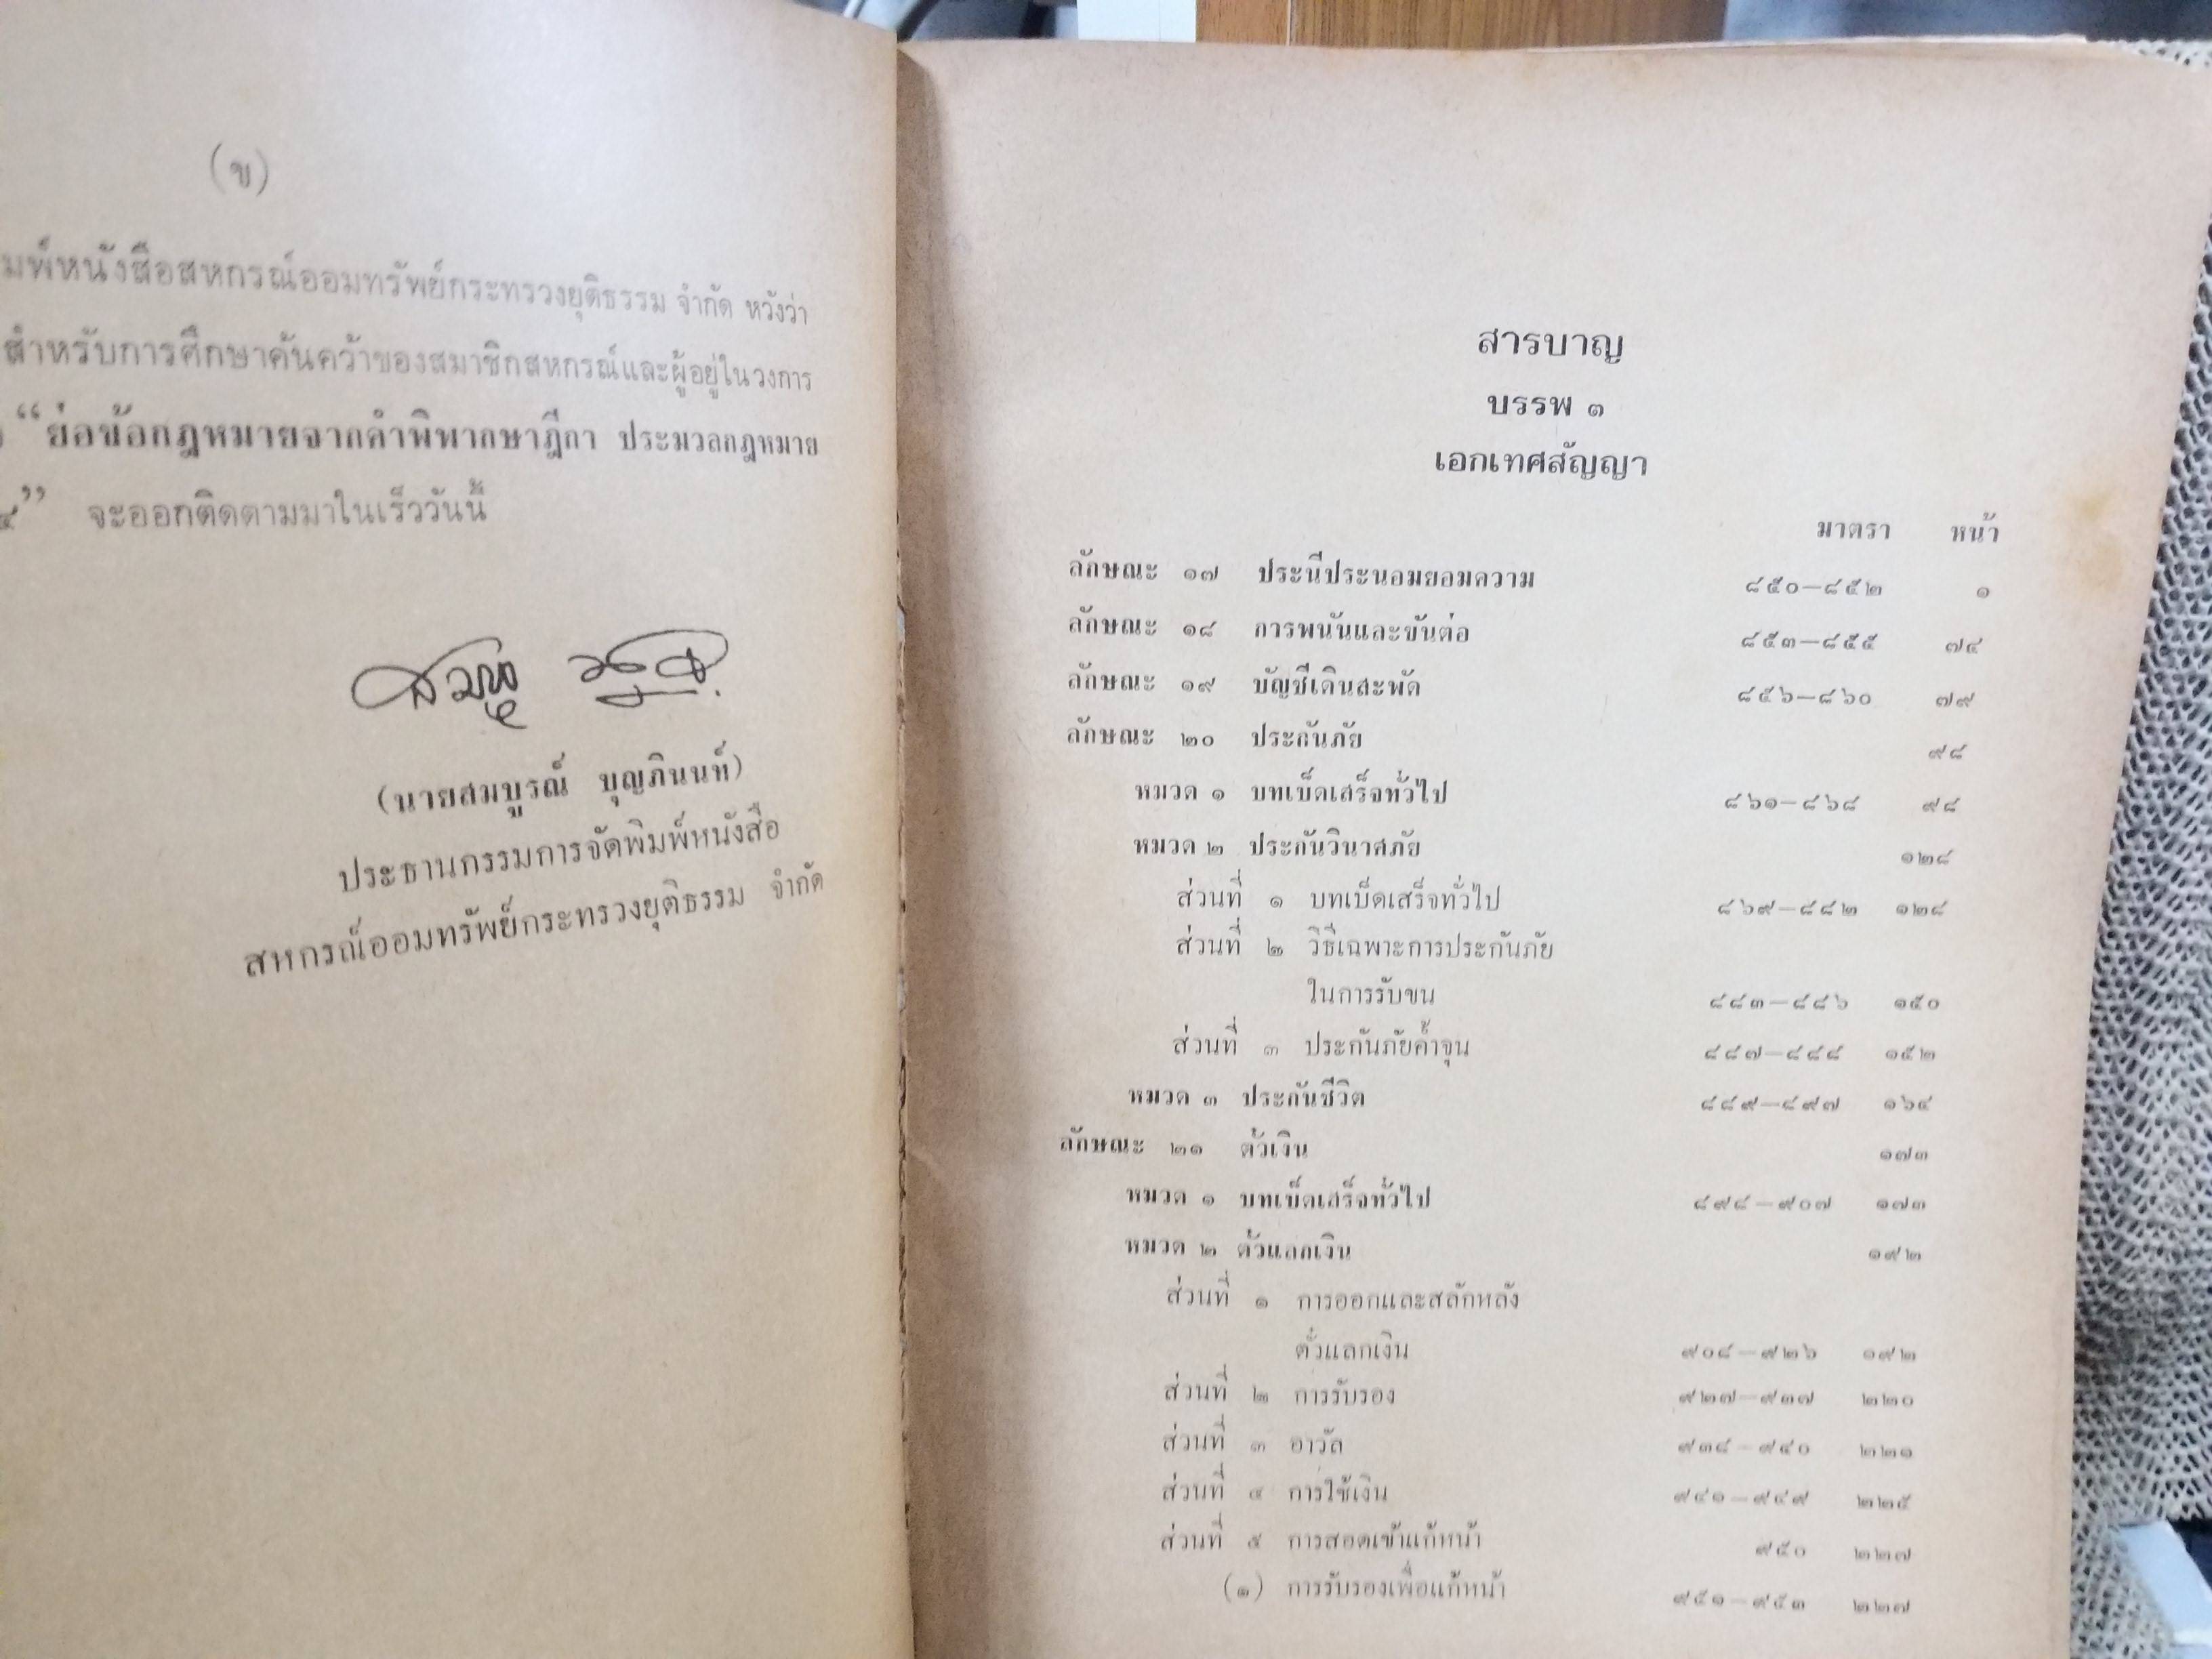 (ข)
มพ์หนังสือสหกรณ์ออมทรัพย์กระทรวงยุติธรรม จำกัด หวังว่า
สำหรับการศึกษาค้นคว้าของสมาชิกสหกรณ์และผู้อยู่ในวงการ
“ย่อข้อกฎหมายจากคำพิพากษาฎีกา ประมวลกฎหมาย
๔” จะออกติดตามมาในเร็ววันนี้
(นายสมบูรณ์ บุญภินนท์)
ประธานกรรมการจัดพิมพ์หนังสือ
สหกรณ์ออมทรัพย์กระทรวงยุติธรรม จำกัด
สารบาญ
บรรพ ๓
เอกเทศสัญญา
มาตรา หน้า
ลักษณะ ๑๗ ประนีประนอมยอมความ ๘๕๐–๘๕๒ ๑
ลักษณะ ๑๘ การพนันและขันต่อ ๘๕๓–๘๕๕ ๗๔
ลักษณะ ๑๙ บัญชีเดินสะพัด ๘๕๖–๘๖๐ ๗๙
ลักษณะ ๒๐ ประกันภัย ๙๘
หมวด ๑ บทเบ็ดเสร็จทั่วไป ๘๖๑–๘๖๘ ๙๘
หมวด ๒ ประกันวินาศภัย ๑๒๘
ส่วนที่ ๑ บทเบ็ดเสร็จทั่วไป ๘๖๙–๘๘๒ ๑๒๘
ส่วนที่ ๒ วิธีเฉพาะการประกันภัย
ในการรับขน ๘๘๓–๘๘๖ ๑๕๐
ส่วนที่ ๓ ประกันภัยค้ำจุน ๘๘๗–๘๘๘ ๑๕๒
หมวด ๓ ประกันชีวิต ๘๘๙–๘๙๗ ๑๖๔
ลักษณะ ๒๑ ตั๋วเงิน ๑๗๓
หมวด ๑ บทเบ็ดเสร็จทั่วไป ๘๙๘–๙๐๗ ๑๗๓
หมวด ๒ ตั๋วแลกเงิน ๑๙๒
ส่วนที่ ๑ การออกและสลักหลัง
ตั๋วแลกเงิน ๙๐๘–๙๒๖ ๑๙๒
ส่วนที่ ๒ การรับรอง ๙๒๗–๙๓๗ ๒๒๐
ส่วนที่ ๓ อาวัล ๙๓๘–๙๔๐ ๒๒๑
ส่วนที่ ๔ การใช้เงิน ๙๔๑–๙๔๙ ๒๒๕
ส่วนที่ ๕ การสอดเข้าแก้หน้า ๙๕๐ ๒๒๗
(๑) การรับรองเพื่อแก้หน้า ๙๕๑–๙๕๓ ๒๒๗